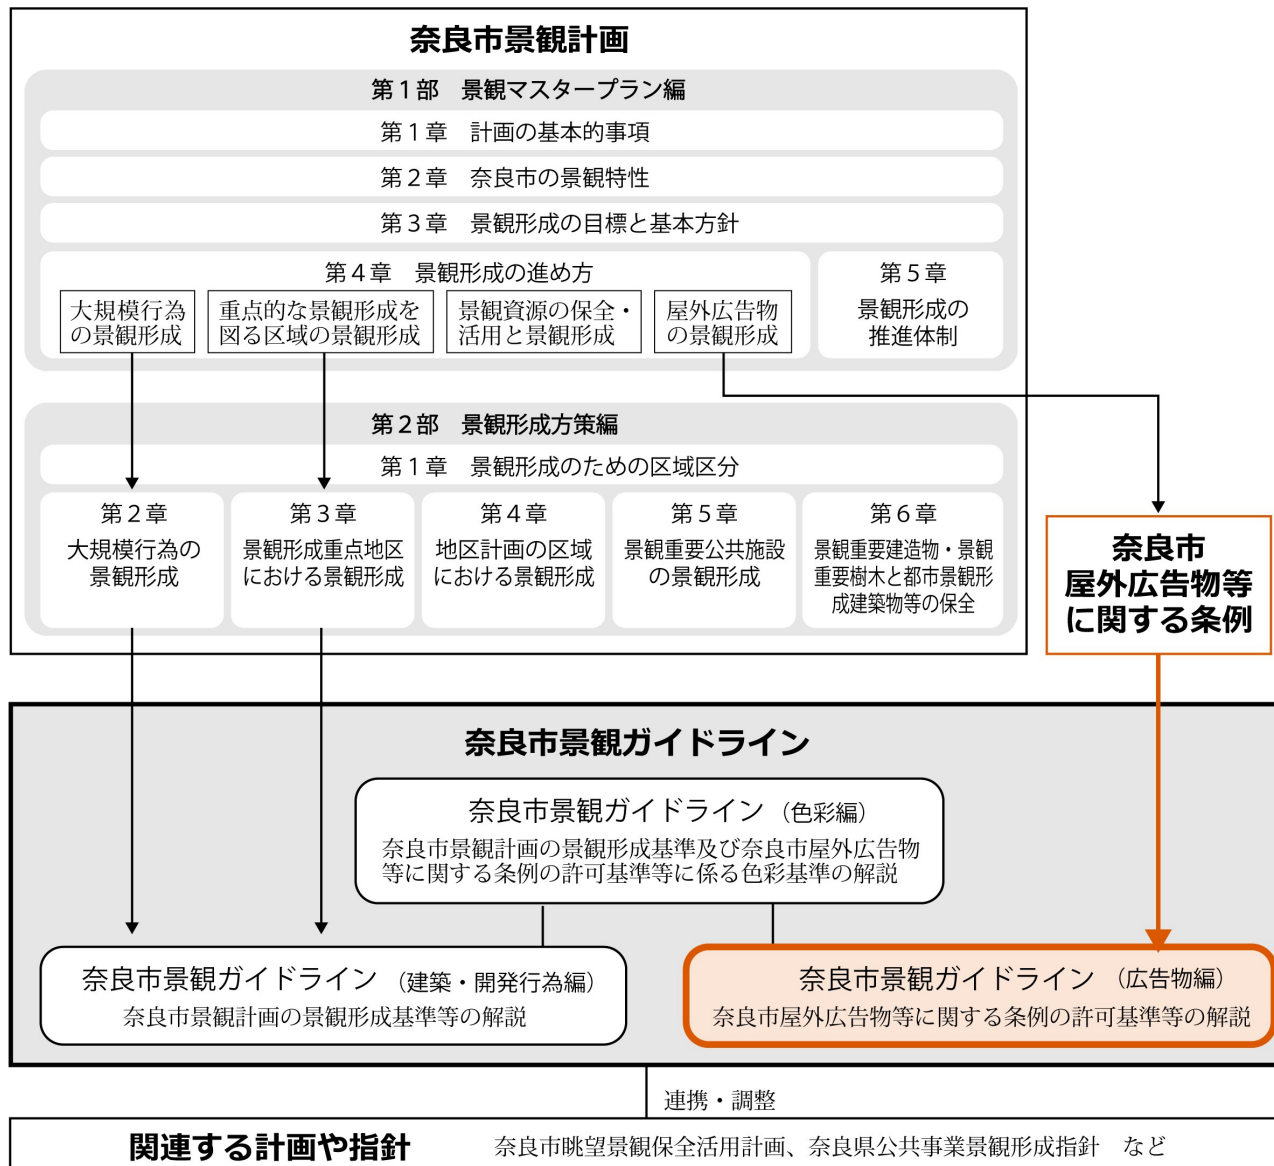 奈良市景観計画
第１部　景観マスタープラン編
第１章　計画の基本的事項
第２章　奈良市の景観特性
第３章　景観形成の目標と基本方針
第４章　景観形成の進め方
大規模行為
の景観形成
重点的な景観形成を
図る区域の景観形成
景観資源の保全・
活用と景観形成
屋外広告物
の景観形成
第５章
景観形成の
推進体制
第２部　景観形成方策編
第１章　景観形成のための区域区分
第２章
大規模行為の
景観形成
第３章
景観形成重点地区
における景観形成
第４章
地区計画の区域
における景観形成
第５章
景観重要公共施設
の景観形成
第６章
景観重要建造物・景観
重要樹木と都市景観形
成建築物等の保全
奈良市
屋外広告物等
に関する条例
奈良市景観ガイドライン
奈良市景観ガイドライン（色彩編）
奈良市景観計画の景観形成基準及び奈良市屋外広告物
等に関する条例の許可基準等に係る色彩基準の解説
奈良市景観ガイドライン（建築・開発行為編）
奈良市景観計画の景観形成基準等の解説
奈良市景観ガイドライン（広告物編）
奈良市屋外広告物等に関する条例の許可基準等の解説
連携・調整
関連する計画や指針　奈良市眺望景観保全活用計画、奈良県公共事業景観形成指針　など